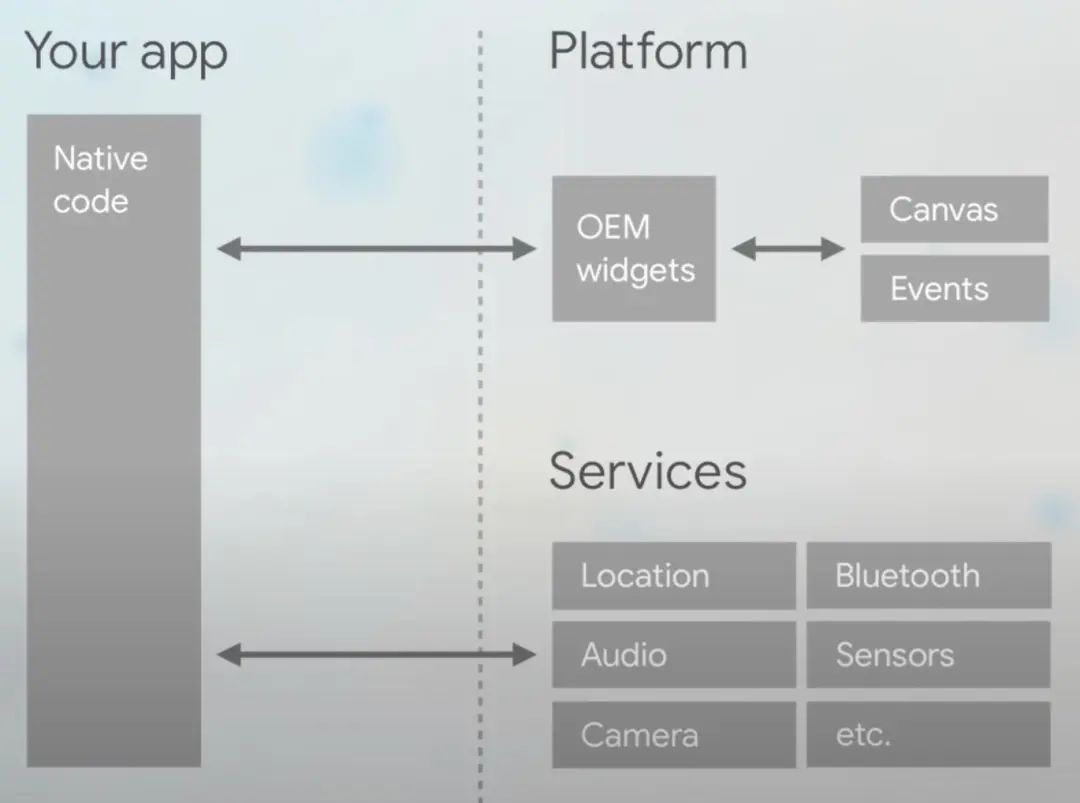 Your app
Platform
Native
code
OEM
widgets
Canvas
Events
Services
Location
Bluetooth
Audio
Sensors
Camera
etc.